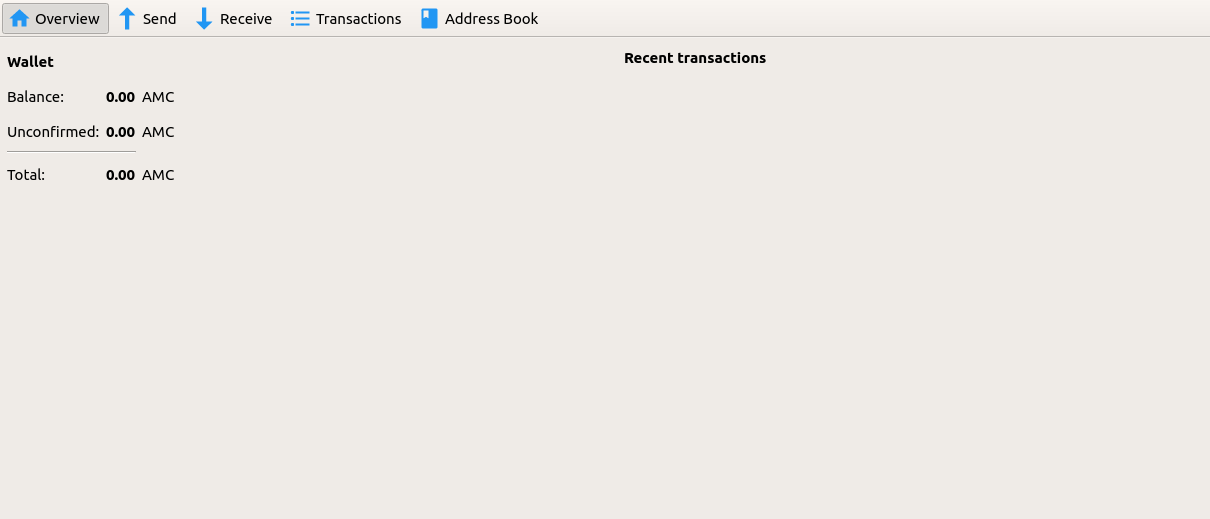 Overview Send Receive Transactions Address Book
Wallet
Balance: 0.00 AMC
Unconfirmed: 0.00 AMC
Total: 0.00 AMC
Recent transactions